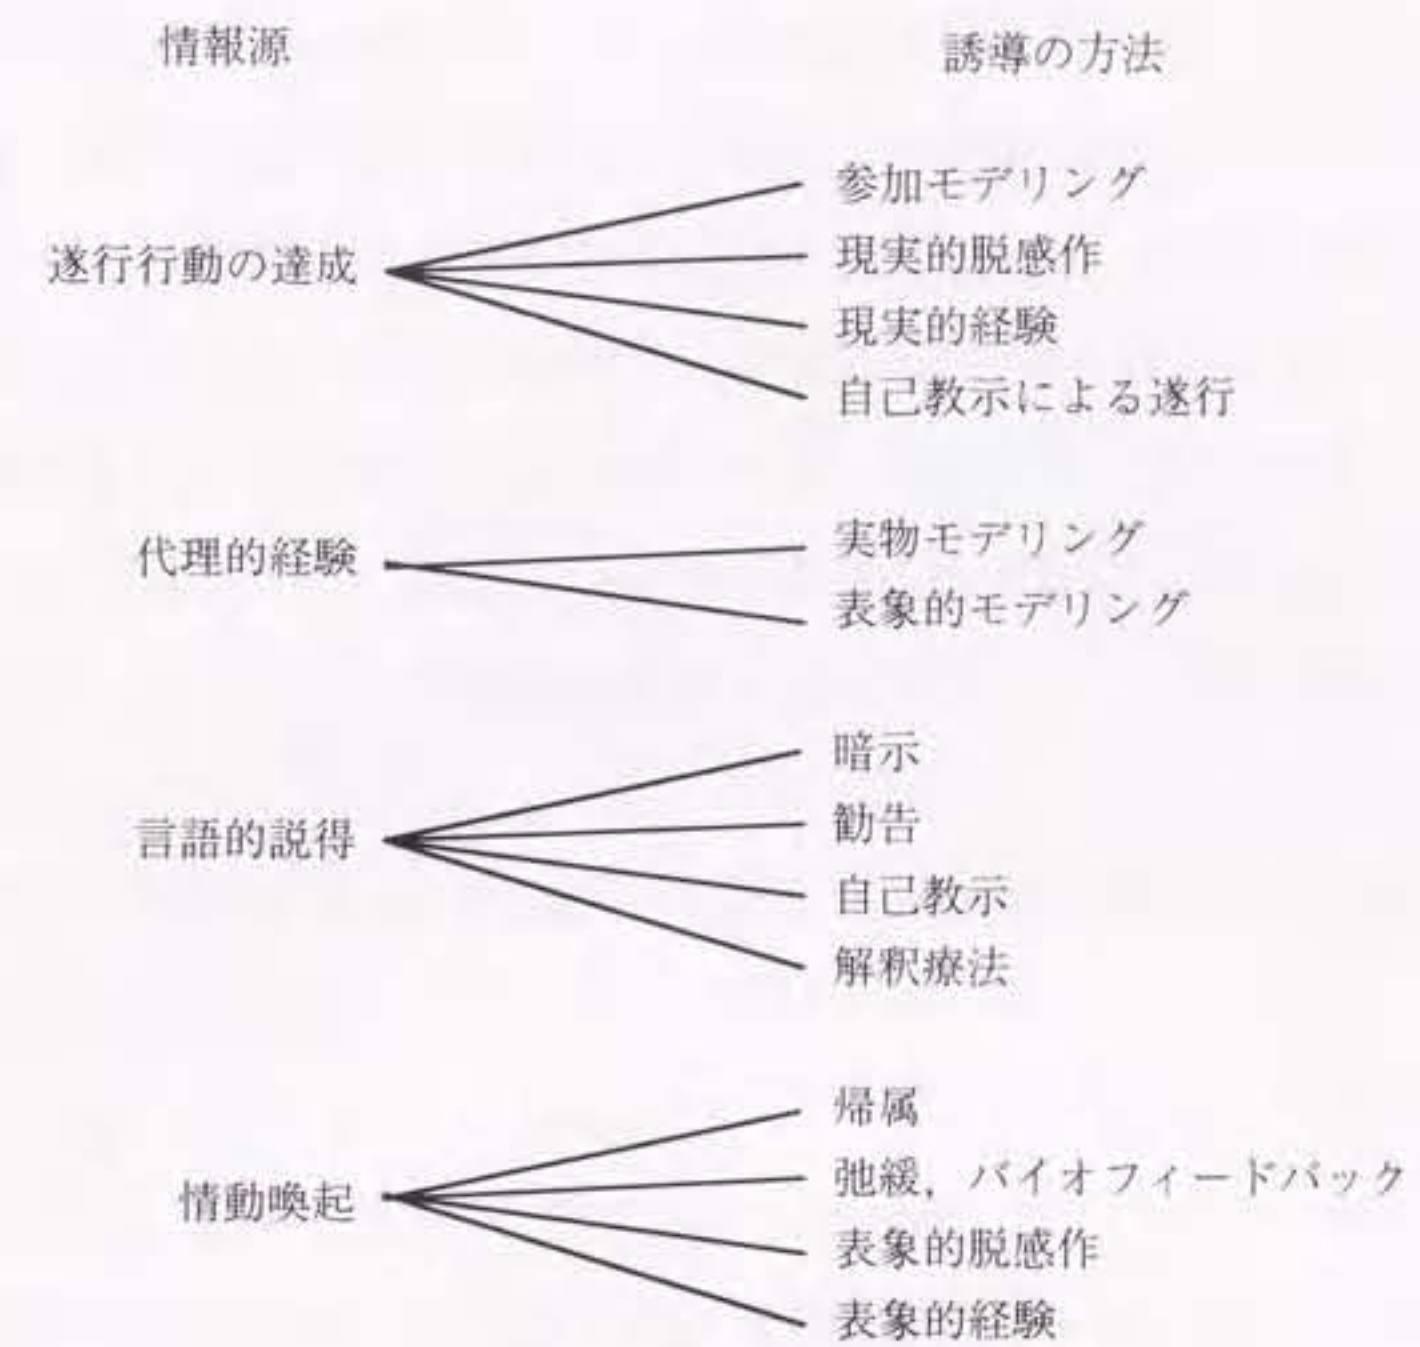 情報源
誘導の方法
遂行行動の達成
参加モデリング
現実的脱感作
現実的経験
自己教示による遂行
代理的経験
実物モデリング
表象的モデリング
言語的説得
暗示
勧告
自己教示
解釈療法
情動喚起
帰属
弛緩，バイオフィードバック
表象的脱感作
表象的経験